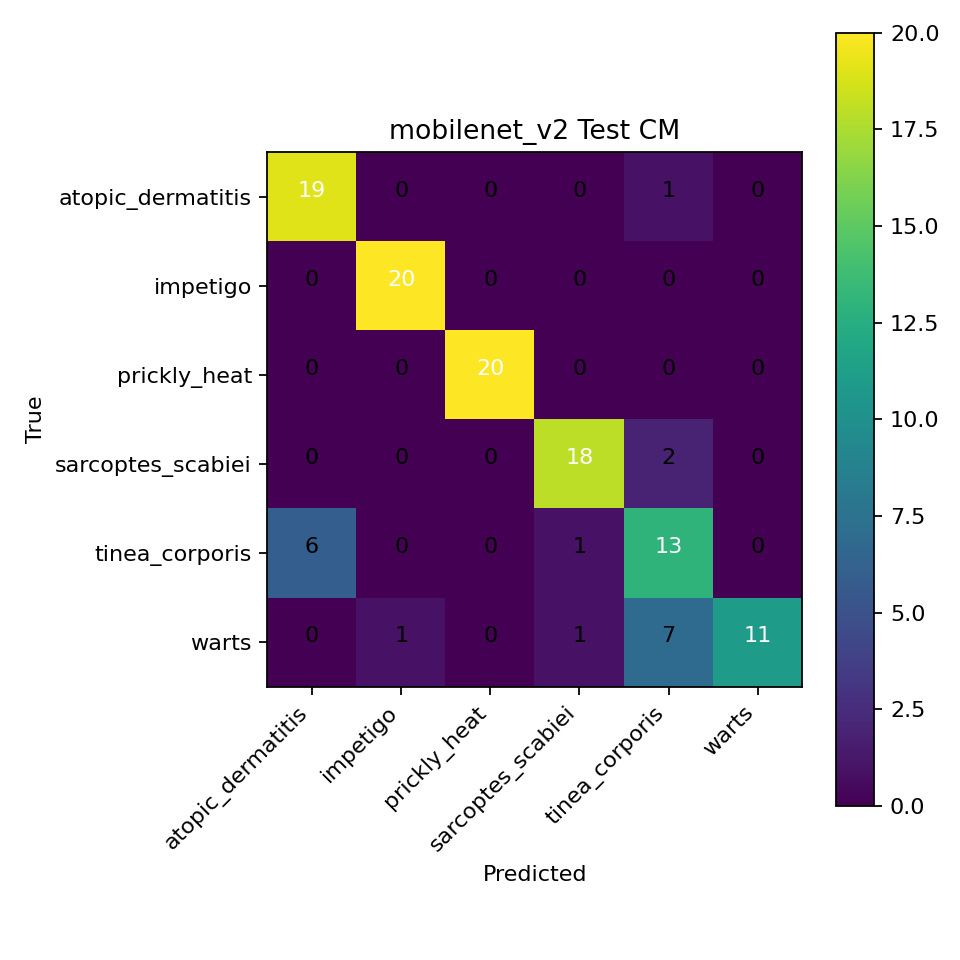 mobilenet_v2 Test CM
True
atopic_dermatitis 19 0 0 0 1 0
impetigo 0 20 0 0 0 0
prickly_heat 0 0 20 0 0 0
sarcoptes_scabiei 0 0 0 18 2 0
tinea_corporis 6 0 0 1 13 0
warts 0 1 0 1 7 11
atopic_dermatitis
impetigo
prickly_heat
sarcoptes_scabiei
tinea_corporis
warts
Predicted
20.0
17.5
15.0
12.5
10.0
7.5
5.0
2.5
0.0